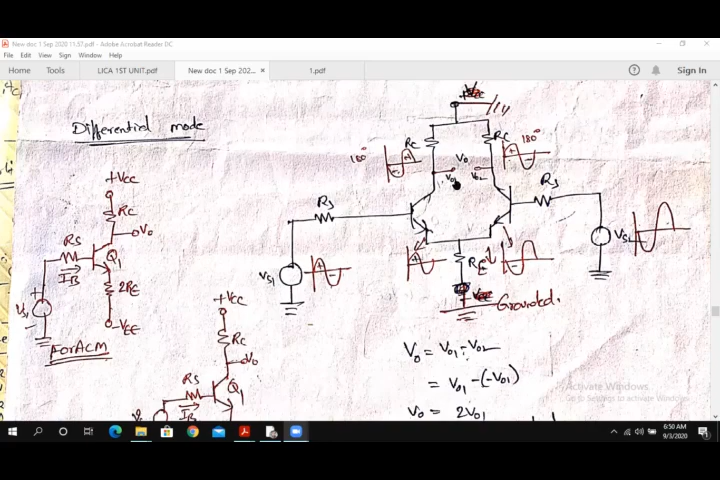 New doc 1 Sep 2020 11.57.pdf - Adobe Acrobat Reader DC
File Edit View Sign Window Help
Home Tools LICA 1ST UNIT.pdf New doc 1 Sep 202... × 1.pdf Sign In
Differential mode
+VCC
RC
VO
RS
Q1
IB
2RE
-VEE
VS1
For ACM
+VCC
RC
VO
RS
Q1
IB
RC
RC
180°
180°
VO
VO1 VO2
RS
RS
VS1
VS2
RE
Grounded.
VO = VO1 - VO2
= VO1 - (-VO1)
VO = 2VO1
Activate Windows
Go to Settings to activate Windows.
6:50 AM
9/3/2020